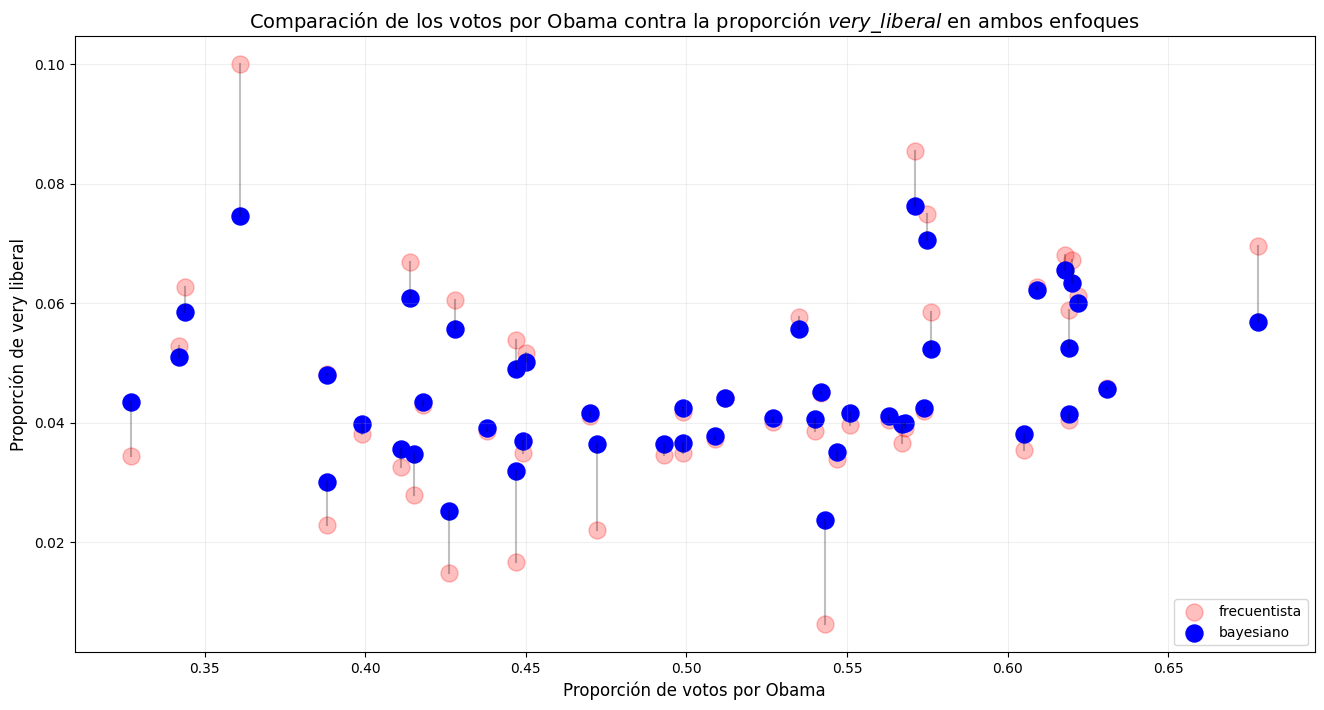 Comparación de los votos por Obama contra la proporción very_liberal en ambos enfoques
Proporción de very liberal
0.10
0.08
0.06
0.04
0.02
0.35 0.40 0.45 0.50 0.55 0.60 0.65
Proporción de votos por Obama
frecuentista
bayesiano